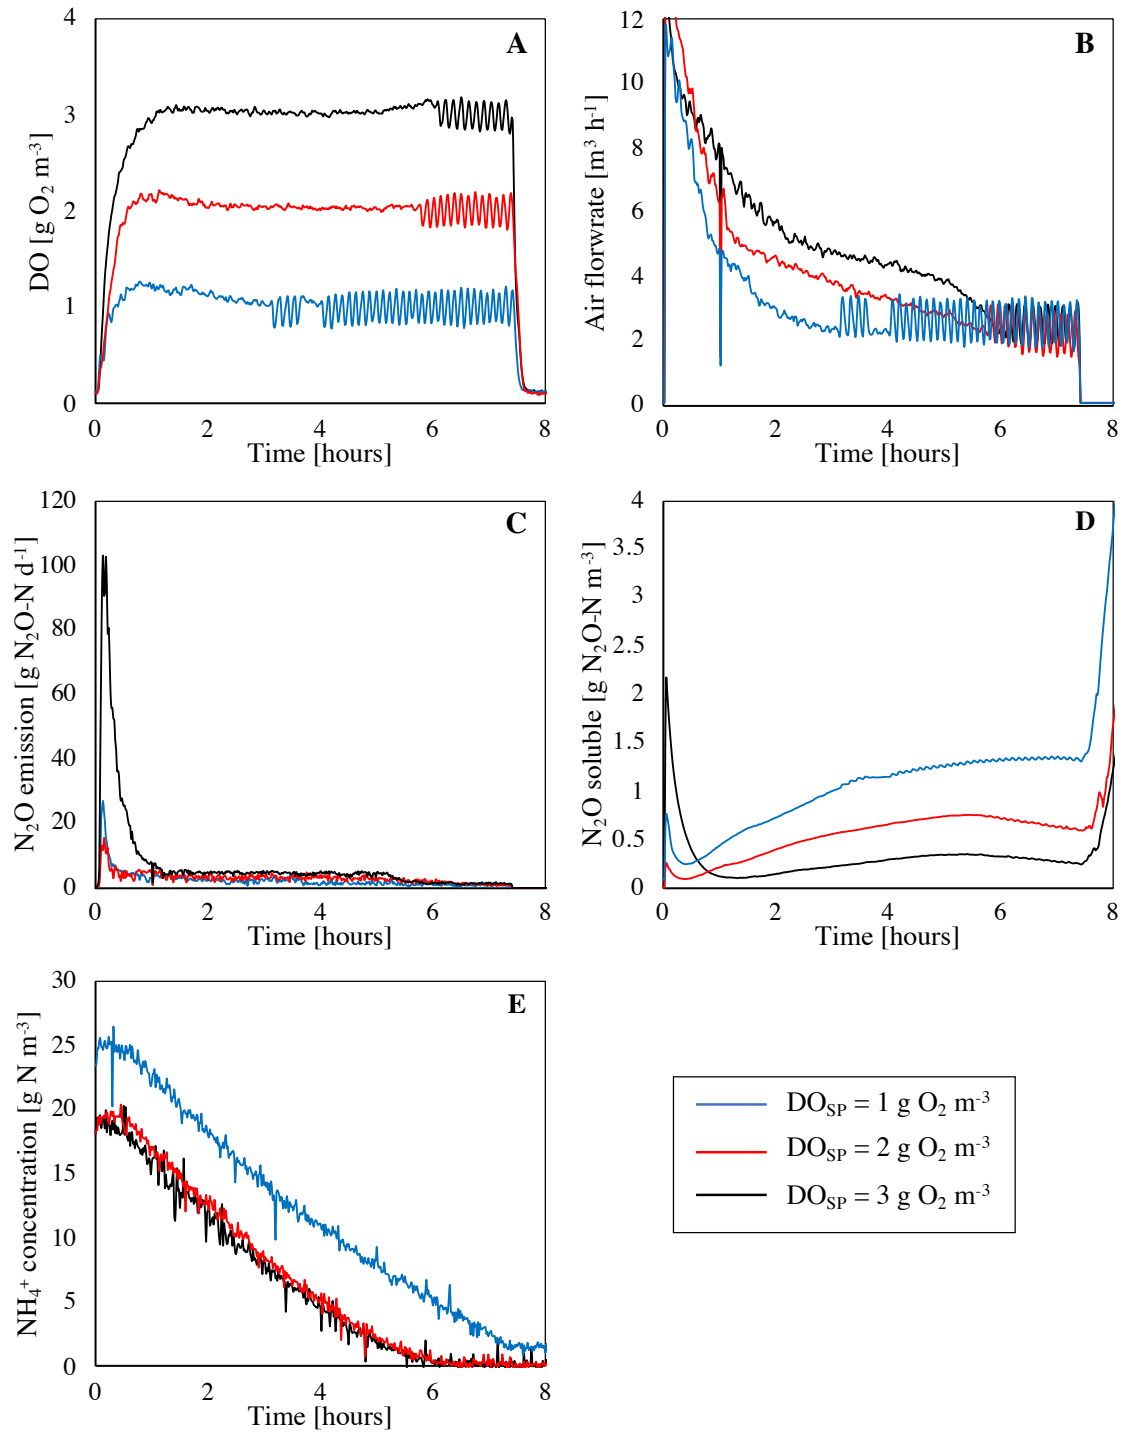 A
DO [g O₂ m⁻³]
4
3
2
1
0
0 2 4 6 8
Time [hours]
B
Air florwrate [m³ h⁻¹]
12
10
8
6
4
2
0
0 2 4 6 8
Time [hours]
C
N₂O emission [g N₂O-N d⁻¹]
120
100
80
60
40
20
0
0 2 4 6 8
Time [hours]
D
N₂O soluble [g N₂O-N m⁻³]
4
3.5
3
2.5
2
1.5
1
0.5
0
0 2 4 6 8
Time [hours]
E
NH₄⁺ concentration [g N m⁻³]
30
25
20
15
10
5
0
0 2 4 6 8
Time [hours]
DO_SP = 1 g O₂ m⁻³
DO_SP = 2 g O₂ m⁻³
DO_SP = 3 g O₂ m⁻³